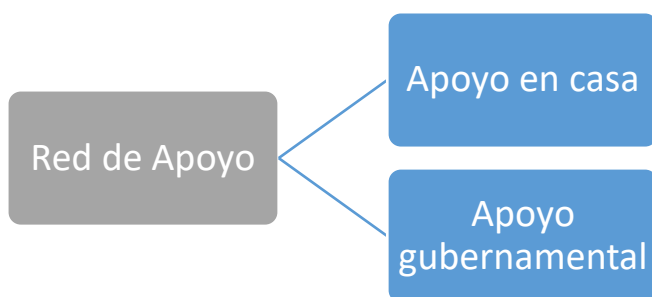 Red de Apoyo
Apoyo en casa
Apoyo
gubernamental